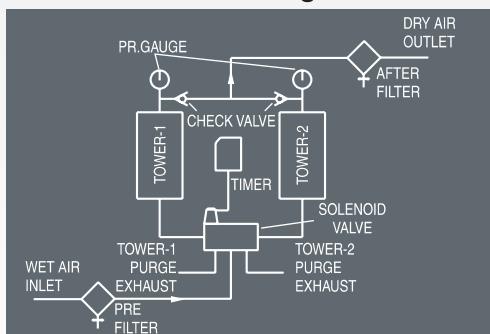 DRY AIR
OUTLET
PR.GAUGE
AFTER
FILTER
CHECK VALVE
TOWER-1
TOWER-2
TIMER
SOLENOID
VALVE
TOWER-1
PURGE
EXHAUST
TOWER-2
PURGE
EXHAUST
WET AIR
INLET
PRE
FILTER